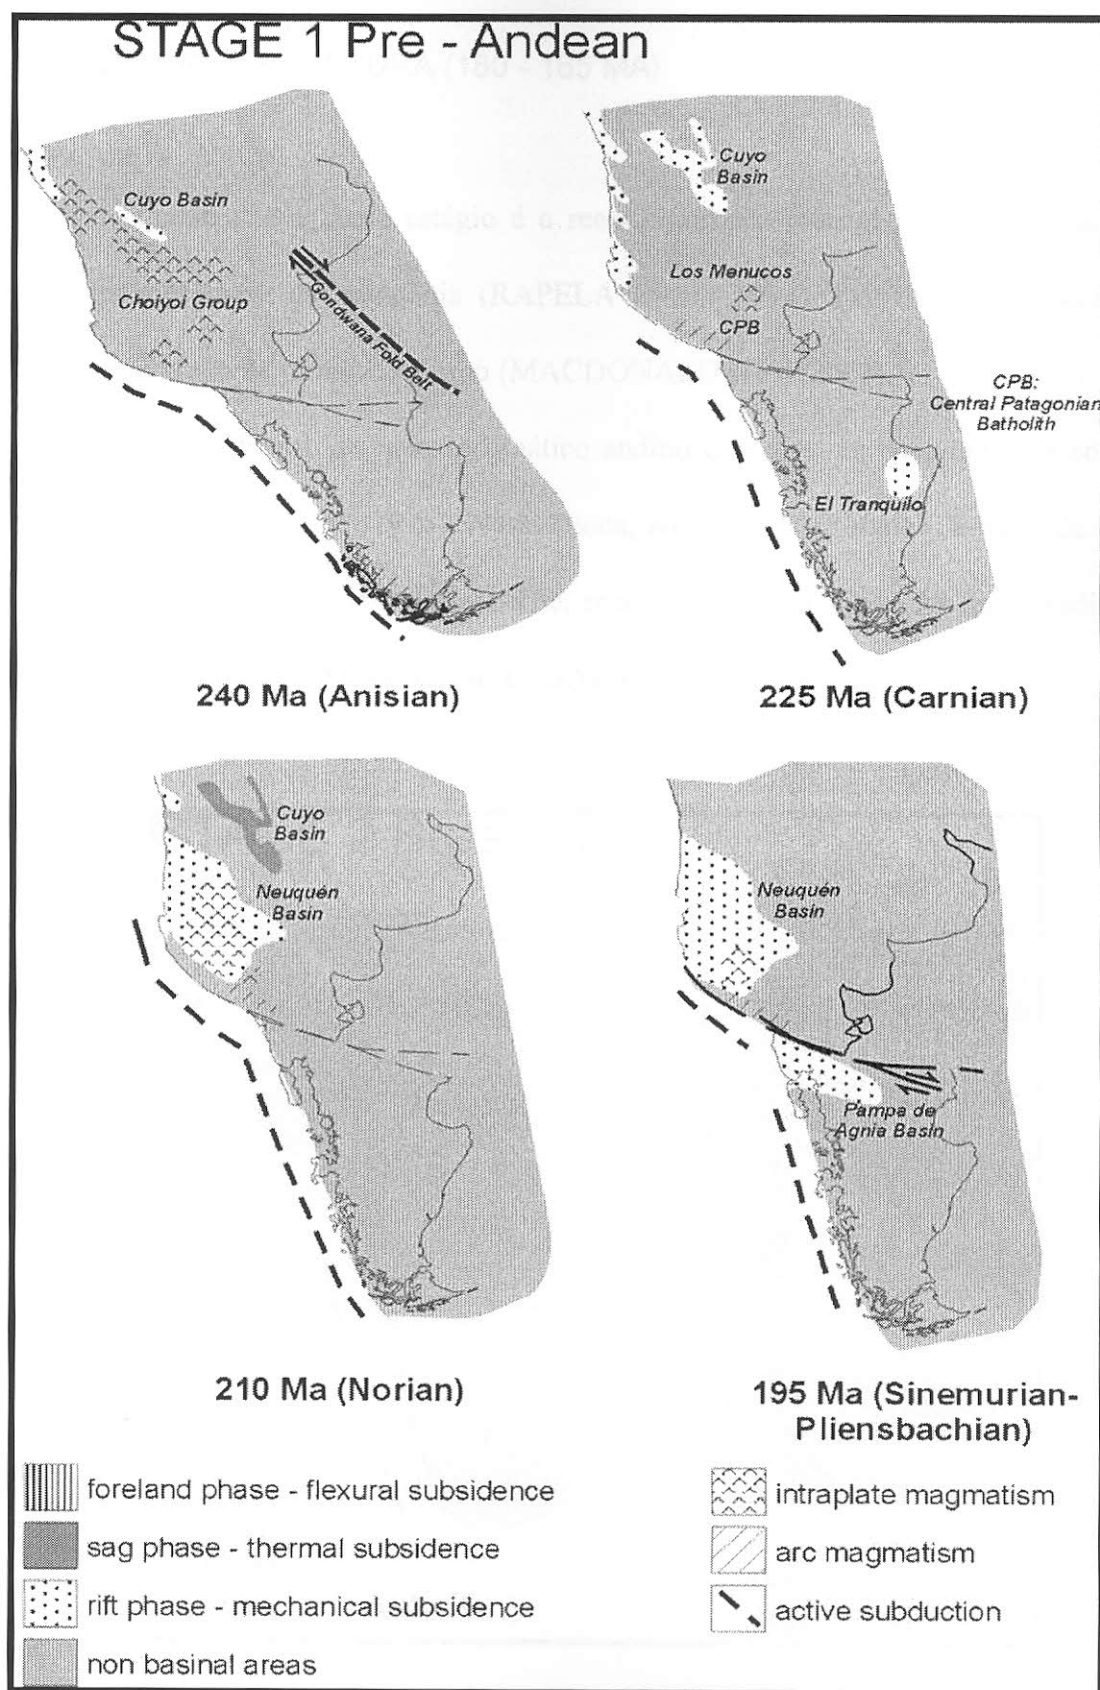 STAGE 1 Pre - Andean
Cuyo Basin
Choiyoi Group
Gondwana Fold Belt
240 Ma (Anisian)
Cuyo
Basin
Los Menucos
CPB
CPB:
Central Patagonian
Batholith
El Tranquilo
225 Ma (Carnian)
Cuyo
Basin
Neuquén
Basin
210 Ma (Norian)
Neuquén
Basin
Pampa de
Agnia Basin
195 Ma (Sinemurian-
Pliensbachian)
foreland phase - flexural subsidence
sag phase - thermal subsidence
rift phase - mechanical subsidence
non basinal areas
intraplate magmatism
arc magmatism
active subduction